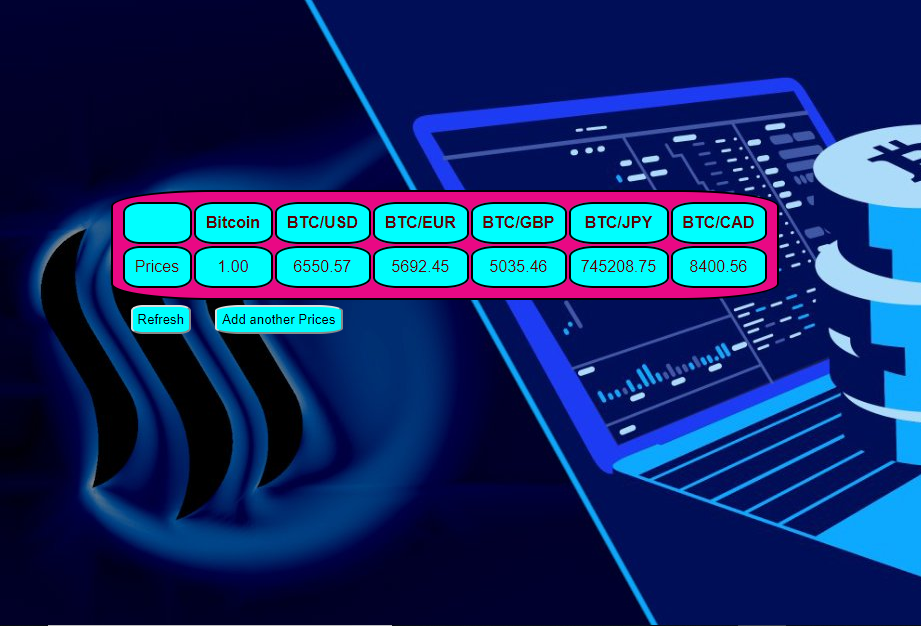 Bitcoin BTC/USD BTC/EUR BTC/GBP BTC/JPY BTC/CAD
Prices 1.00 6550.57 5692.45 5035.46 745208.75 8400.56
Refresh Add another Prices